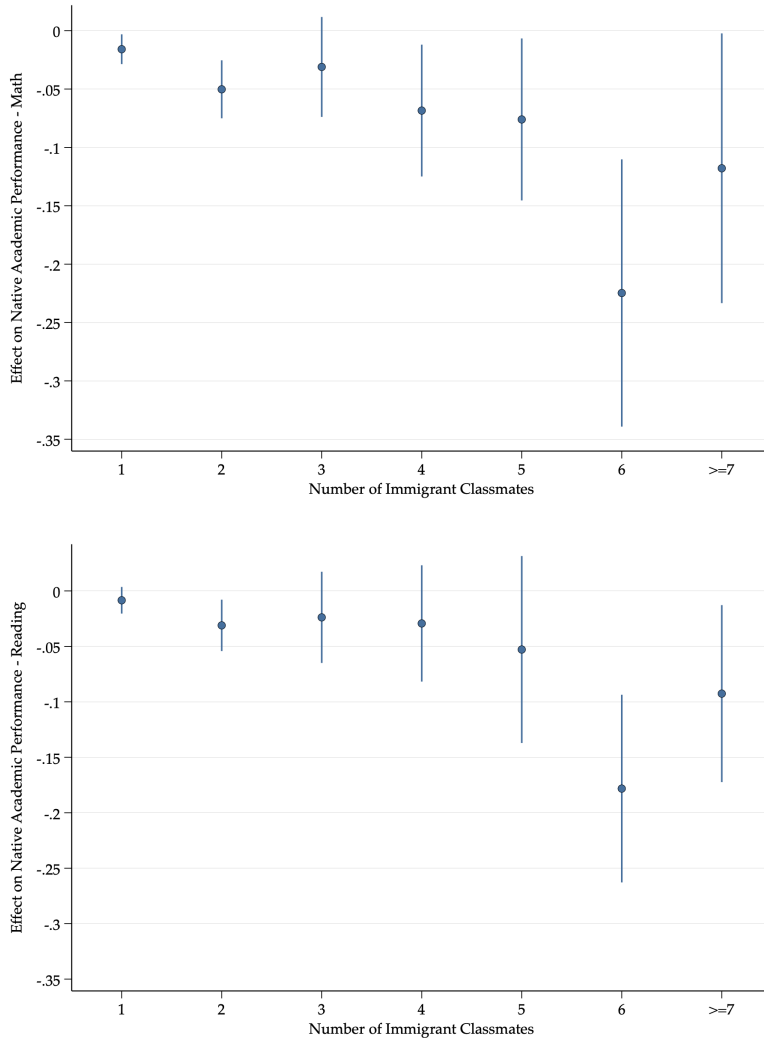 Effect on Native Academic Performance - Math
0
-.05
-.1
-.15
-.2
-.25
-.3
-.35
1 2 3 4 5 6 >=7
Number of Immigrant Classmates
Effect on Native Academic Performance - Reading
0
-.05
-.1
-.15
-.2
-.25
-.3
-.35
1 2 3 4 5 6 >=7
Number of Immigrant Classmates